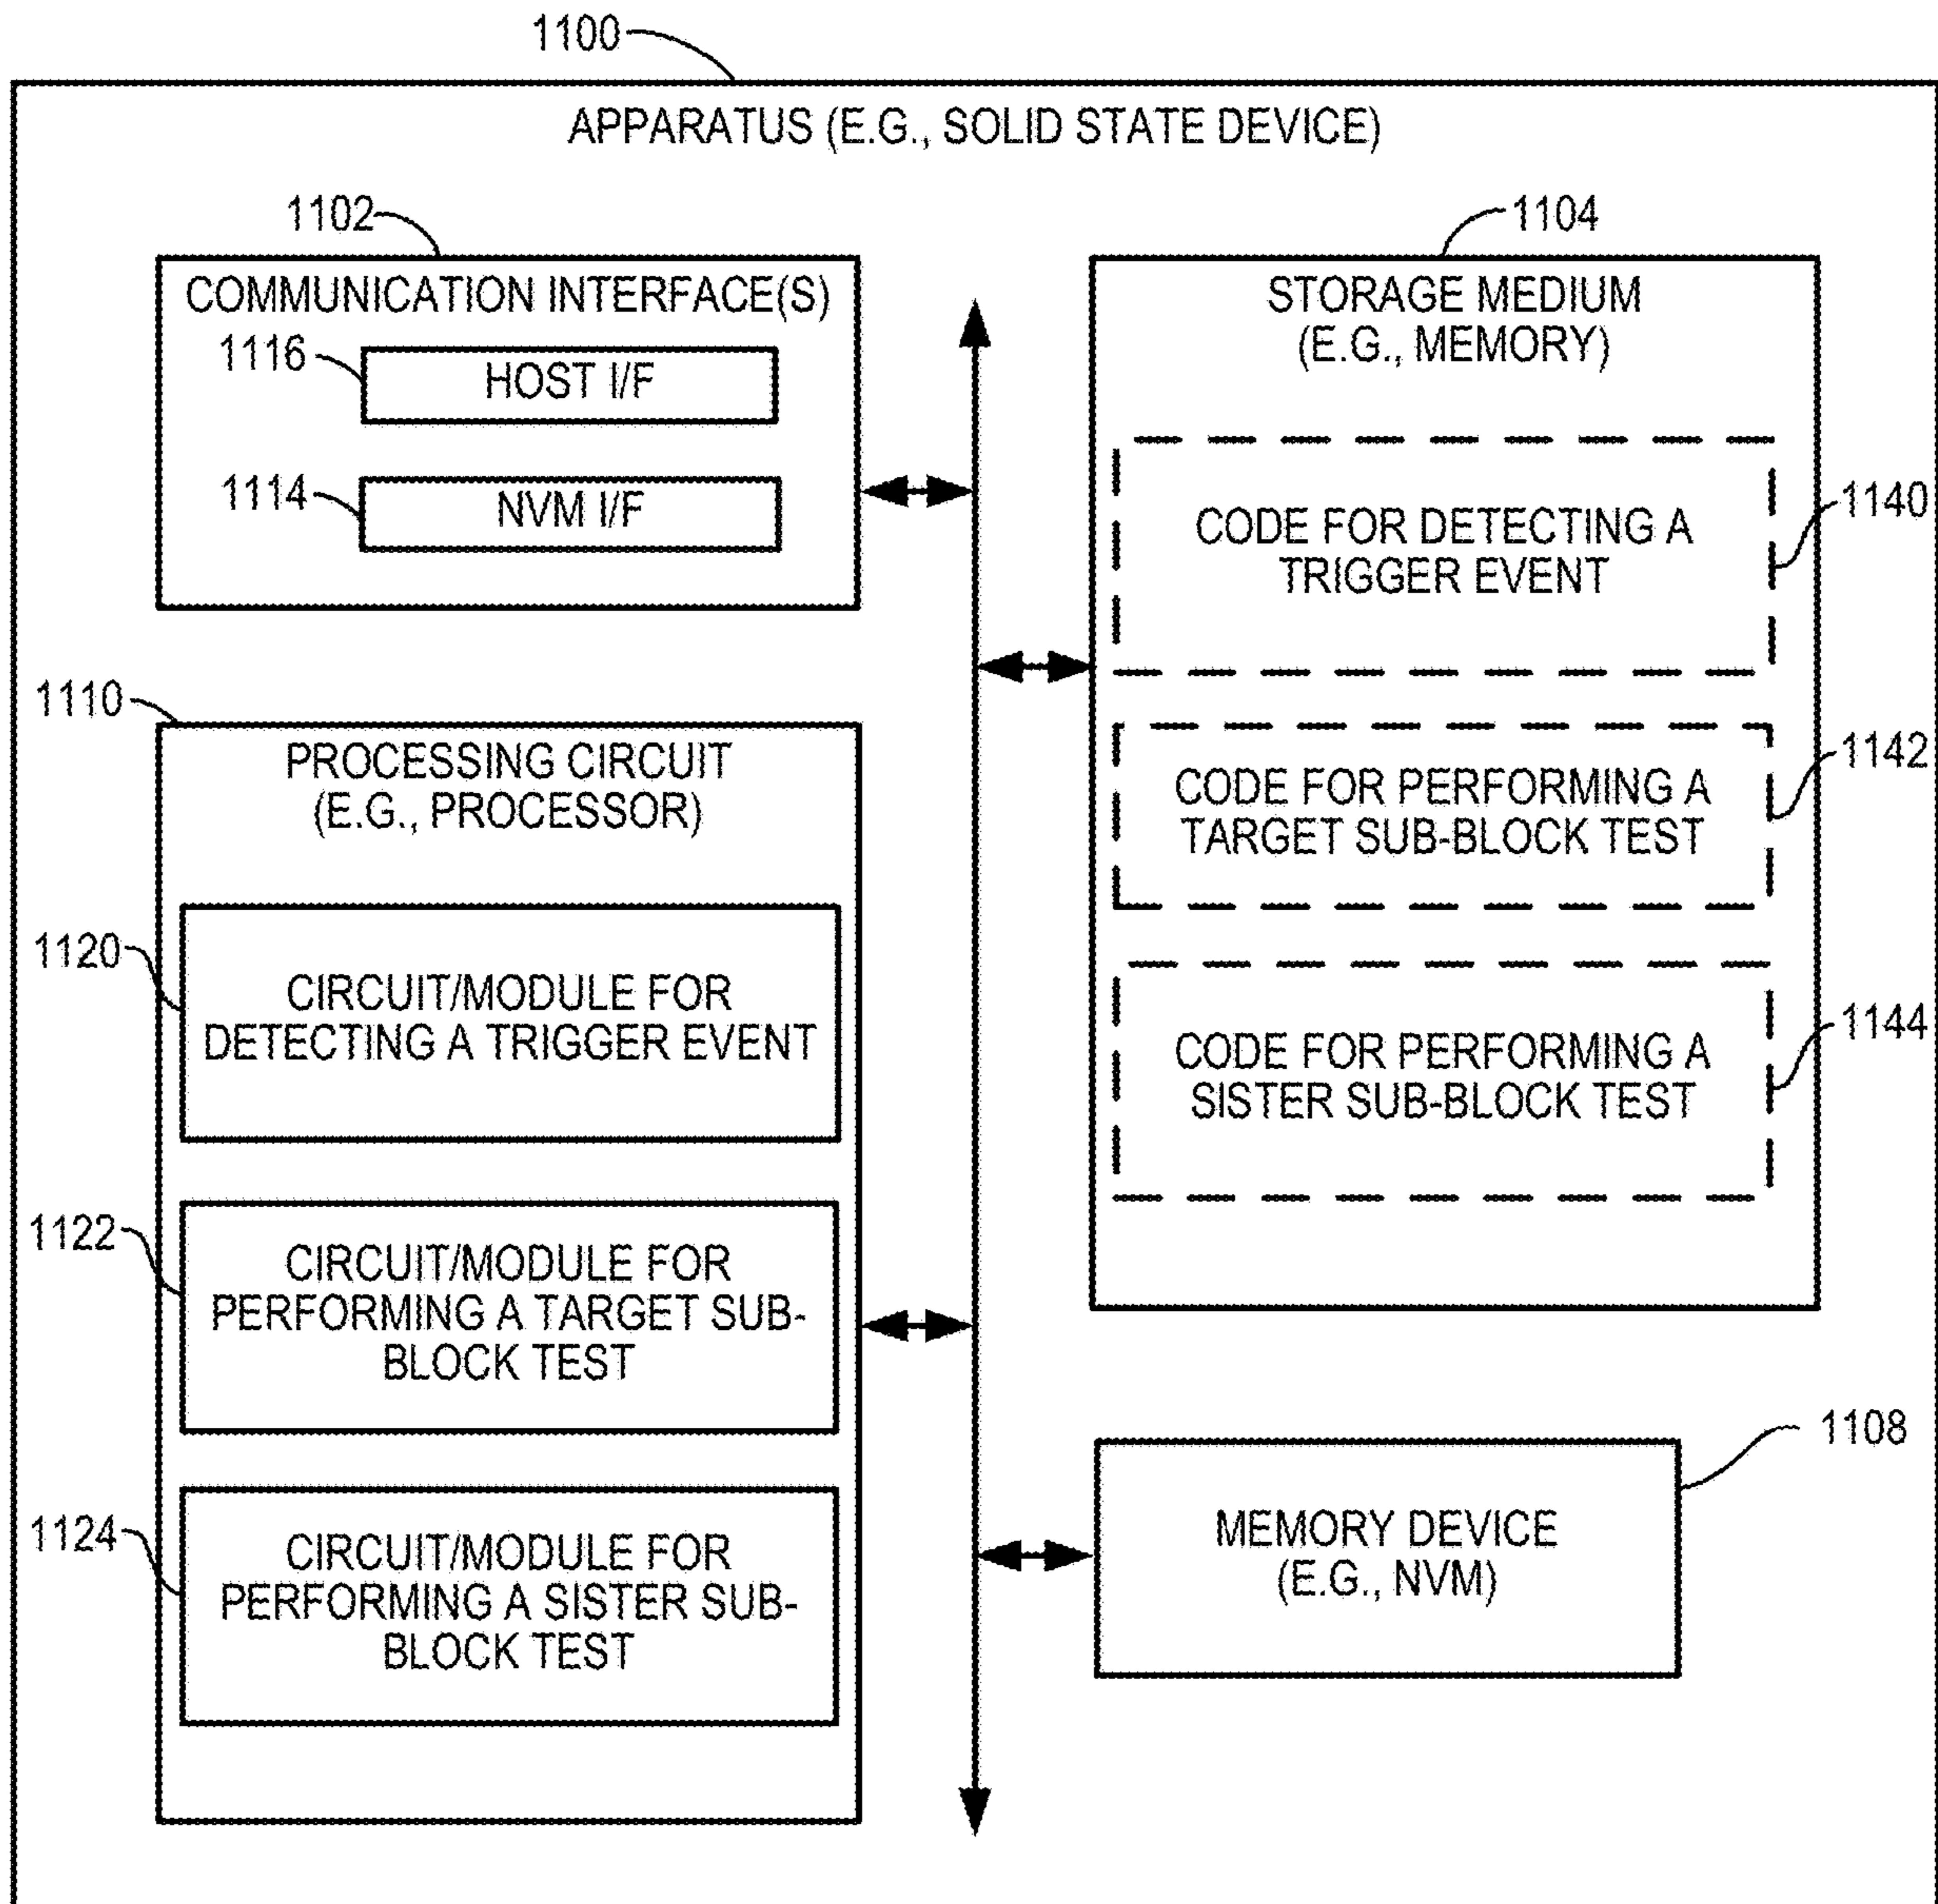 1100
APPARATUS (E.G., SOLID STATE DEVICE)
1102
COMMUNICATION INTERFACE(S)
1116
HOST I/F
1114
NVM I/F
1110
PROCESSING CIRCUIT
(E.G., PROCESSOR)
1120
CIRCUIT/MODULE FOR
DETECTING A TRIGGER EVENT
1122
CIRCUIT/MODULE FOR
PERFORMING A TARGET SUB-
BLOCK TEST
1124
CIRCUIT/MODULE FOR
PERFORMING A SISTER SUB-
BLOCK TEST
1104
STORAGE MEDIUM
(E.G., MEMORY)
1140
CODE FOR DETECTING A
TRIGGER EVENT
1142
CODE FOR PERFORMING A
TARGET SUB-BLOCK TEST
1144
CODE FOR PERFORMING A
SISTER SUB-BLOCK TEST
1108
MEMORY DEVICE
(E.G., NVM)